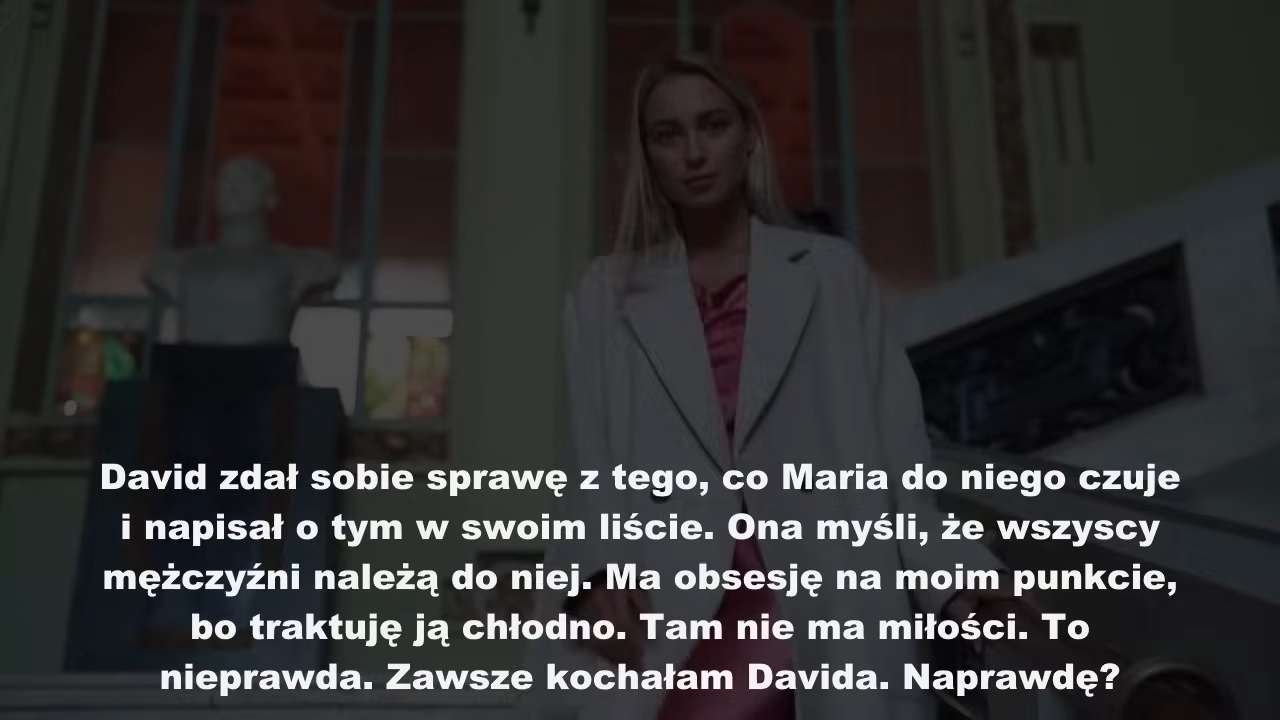 David zdał sobie sprawę z tego, co Maria do niego czuje
i napisał o tym w swoim liście. Ona myśli, że wszyscy
mężczyźni należą do niej. Ma obsesję na moim punkcie,
bo traktuję ją chłodno. Tam nie ma miłości. To
nieprawda. Zawsze kochałam Davida. Naprawdę?